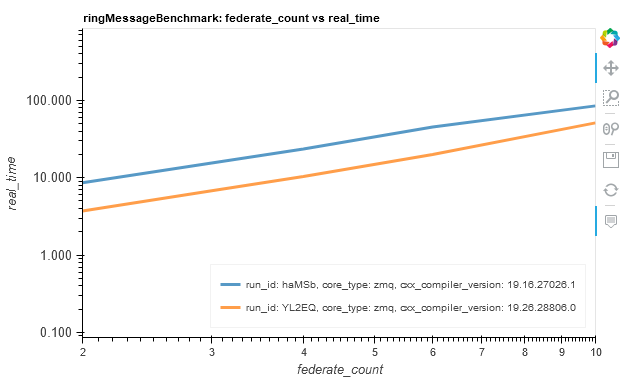 ringMessageBenchmark: federate_count vs real_time
real_time
100.000
10.000
1.000
0.100
run_id: haMSb, core_type: zmq, cxx_compiler_version: 19.16.27026.1
run_id: YL2EQ, core_type: zmq, cxx_compiler_version: 19.26.28806.0
2
3
4
5
6
7
8
9
10
federate_count